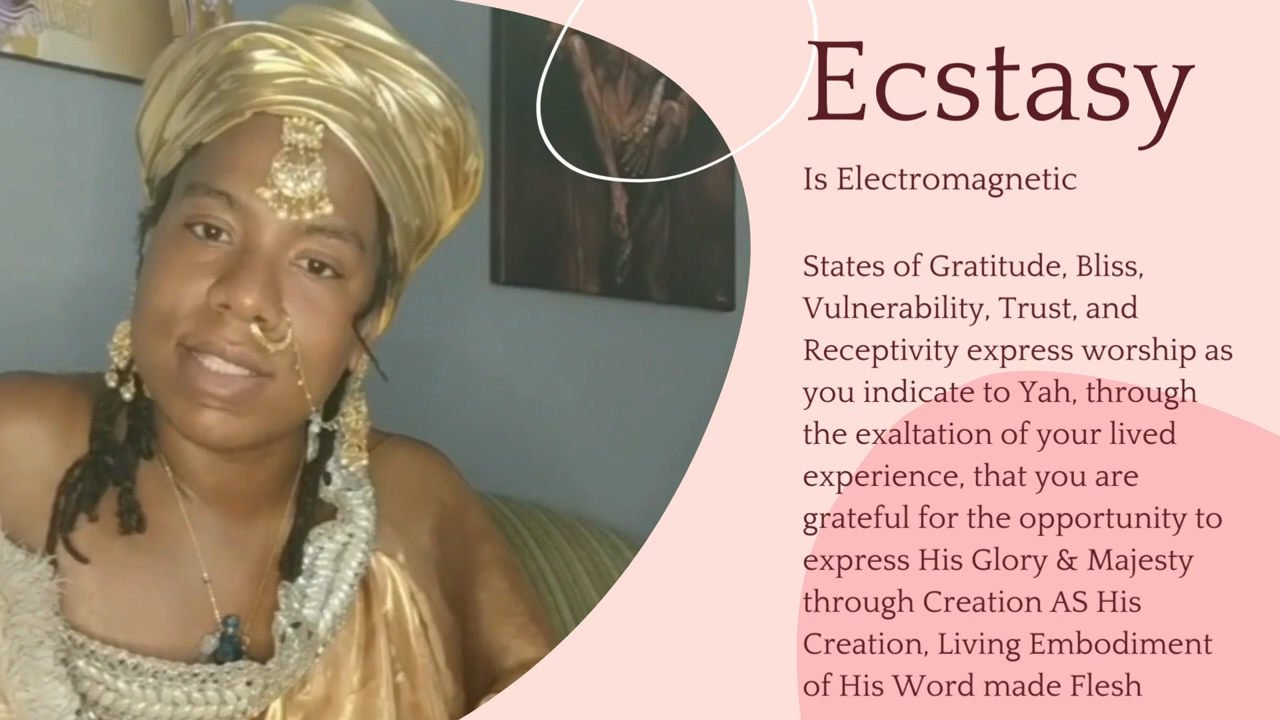 Ecstasy
Is Electromagnetic
States of Gratitude, Bliss,
Vulnerability, Trust, and
Receptivity express worship as
you indicate to Yah, through
the exaltation of your lived
experience, that you are
grateful for the opportunity to
express His Glory & Majesty
through Creation AS His
Creation, Living Embodiment
of His Word made Flesh